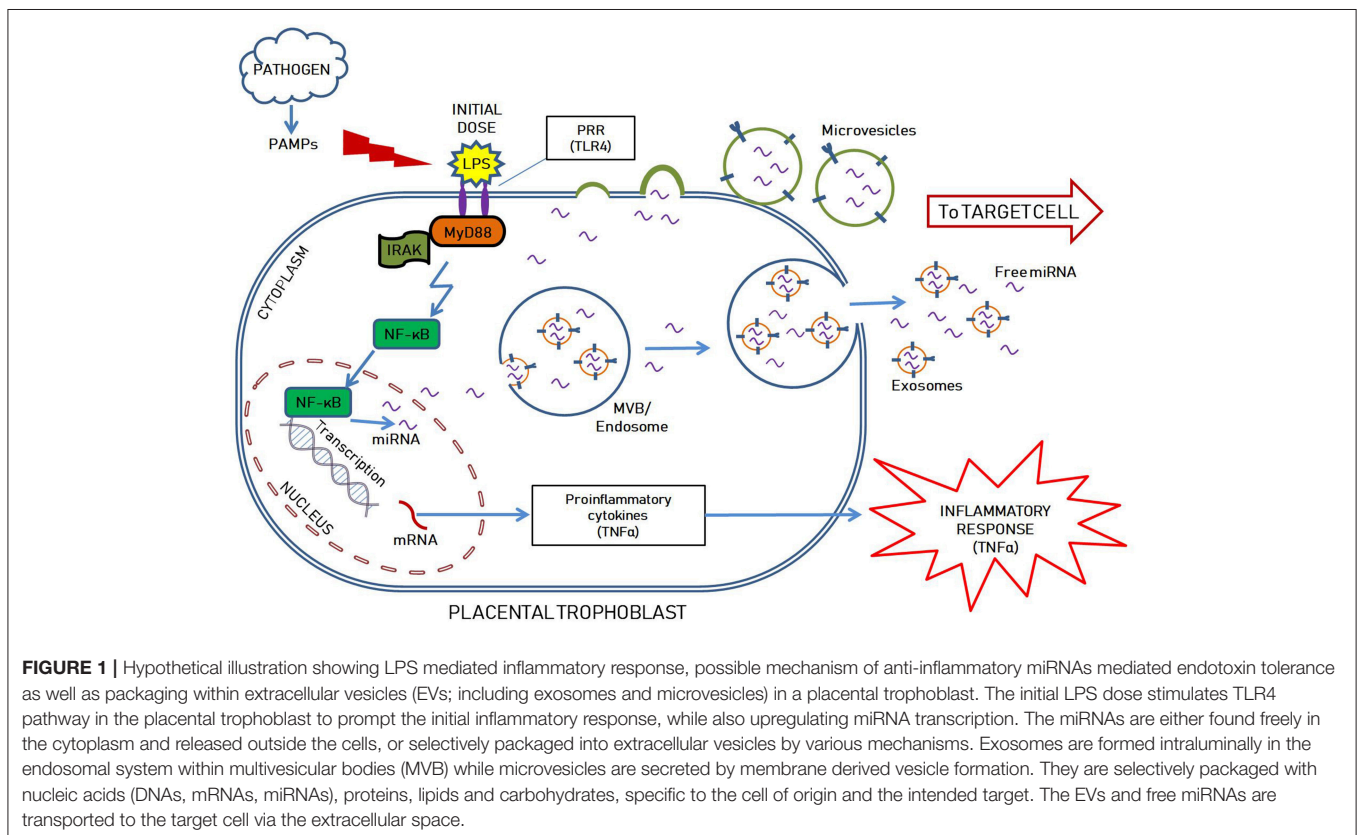 PATHOGEN
PAMPs
INITIAL
DOSE
LPS
PRR
(TLR4)
Microvesicles
To TARGET CELL
MyD88
IRAK
CYTOPLASM
NF-κB
Free miRNA
Exosomes
MVB/
Endosome
NF-κB
miRNA
Transcription
NUCLEUS
mRNA
Proinflammatory
cytokines
(TNFα)
INFLAMMATORY
RESPONSE
(TNFα)
PLACENTAL TROPHOBLAST
FIGURE 1 | Hypothetical illustration showing LPS mediated inflammatory response, possible mechanism of anti-inflammatory miRNAs mediated endotoxin tolerance
as well as packaging within extracellular vesicles (EVs; including exosomes and microvesicles) in a placental trophoblast. The initial LPS dose stimulates TLR4
pathway in the placental trophoblast to prompt the initial inflammatory response, while also upregulating miRNA transcription. The miRNAs are either found freely in
the cytoplasm and released outside the cells, or selectively packaged into extracellular vesicles by various mechanisms. Exosomes are formed intraluminally in the
endosomal system within multivesicular bodies (MVB) while microvesicles are secreted by membrane derived vesicle formation. They are selectively packaged with
nucleic acids (DNAs, mRNAs, miRNAs), proteins, lipids and carbohydrates, specific to the cell of origin and the intended target. The EVs and free miRNAs are
transported to the target cell via the extracellular space.